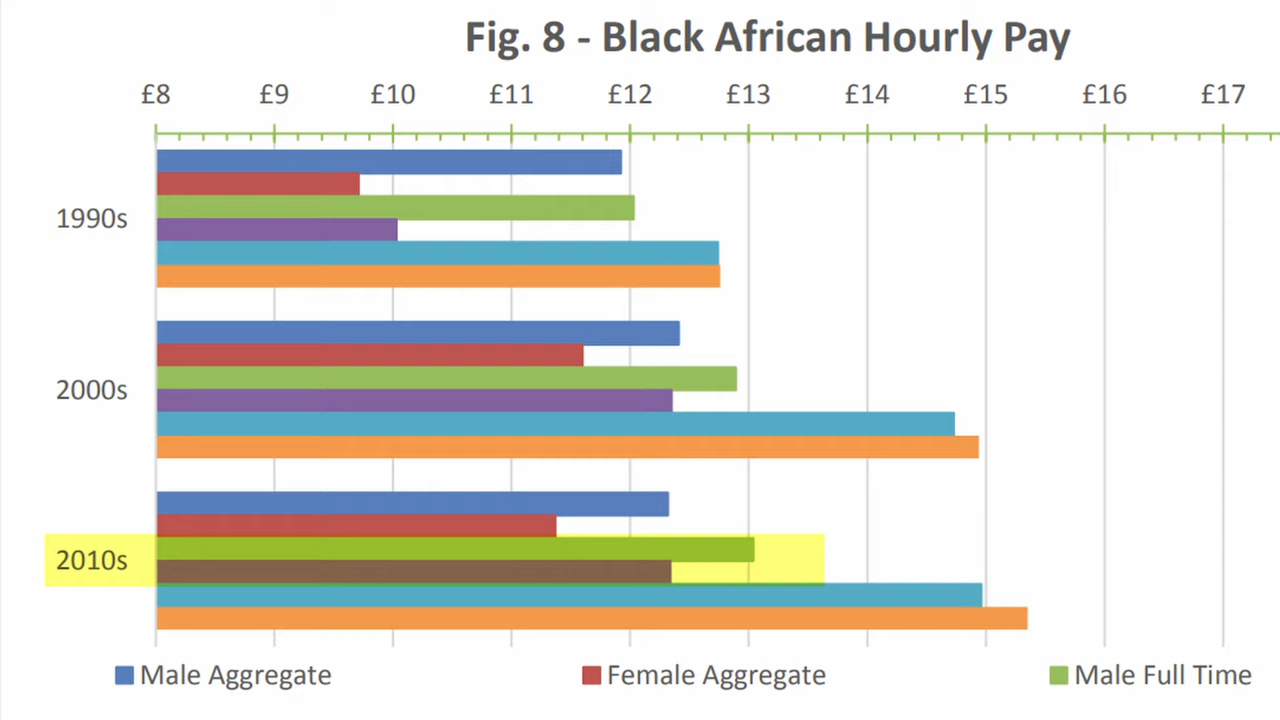 Fig. 8 - Black African Hourly Pay
£8 £9 £10 £11 £12 £13 £14 £15 £16 £17
1990s
2000s
2010s
Male Aggregate Female Aggregate Male Full Time